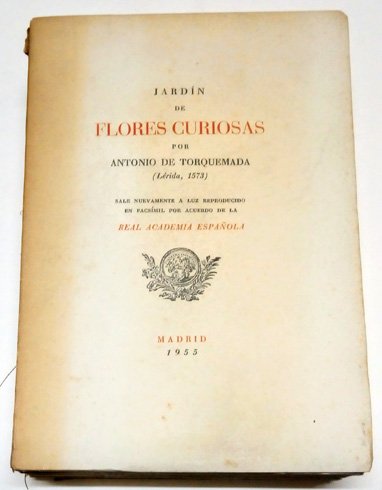 JARDÍN
DE
FLORES CURIOSAS
POR
ANTONIO DE TORQUEMADA
(Lérida, 1573)
SALE NUEVAMENTE A LUZ REPRODUCIDO
EN FACSÍMIL POR ACUERDO DE LA
REAL ACADEMIA ESPAÑOLA
MADRID
1955